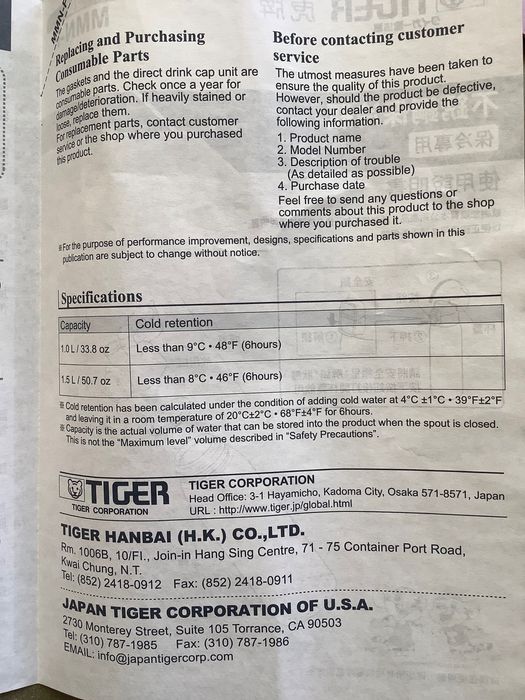 MMN-F
Replacing and Purchasing
Consumable Parts
The gaskets and the direct drink cap unit are
consumable parts. Check once a year for
damage/deterioration. If heavily stained or
loose, replace them.
For replacement parts, contact customer
service or the shop where you purchased
this product.
Before contacting customer
service
The utmost measures have been taken to
ensure the quality of this product.
However, should the product be defective,
contact your dealer and provide the
following information.
1. Product name
2. Model Number
3. Description of trouble
(As detailed as possible)
4. Purchase date
Feel free to send any questions or
comments about this product to the shop
where you purchased it.
※For the purpose of performance improvement, designs, specifications and parts shown in this
publication are subject to change without notice.
Specifications
Capacity Cold retention
1.0 L / 33.8 oz Less than 9°C • 48°F (6hours)
1.5 L / 50.7 oz Less than 8°C • 46°F (6hours)
※Cold retention has been calculated under the condition of adding cold water at 4°C ±1°C • 39°F±2°F
and leaving it in a room temperature of 20°C±2°C • 68°F±4°F for 6hours.
※Capacity is the actual volume of water that can be stored into the product when the spout is closed.
This is not the "Maximum level" volume described in "Safety Precautions".
TIGER
TIGER CORPORATION
TIGER CORPORATION
Head Office: 3-1 Hayamicho, Kadoma City, Osaka 571-8571, Japan
URL : http://www.tiger.jp/global.html
TIGER HANBAI (H.K.) CO.,LTD.
Rm. 1006B, 10/Fl., Join-in Hang Sing Centre, 71 - 75 Container Port Road,
Kwai Chung, N.T.
Tel: (852) 2418-0912 Fax: (852) 2418-0911
JAPAN TIGER CORPORATION OF U.S.A.
2730 Monterey Street, Suite 105 Torrance, CA 90503
Tel: (310) 787-1985 Fax: (310) 787-1986
EMAIL: info@japantigercorp.com